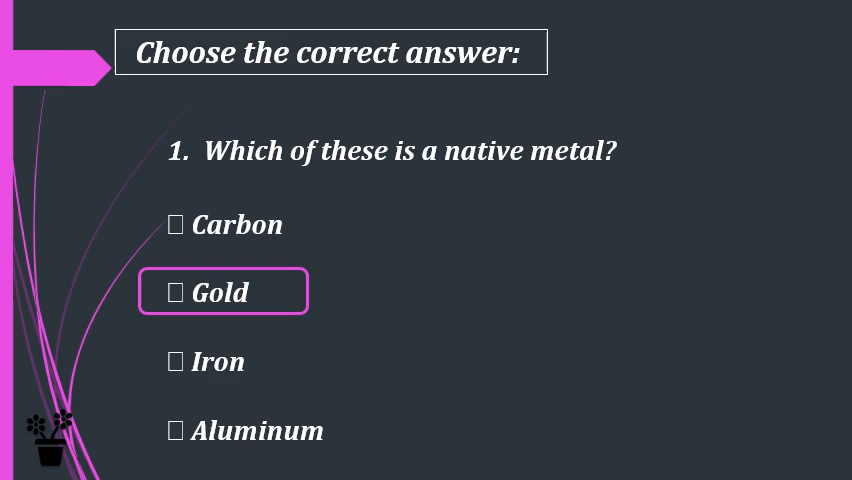 Choose the correct answer:
1. Which of these is a native metal?
□ Carbon
□ Gold
□ Iron
□ Aluminum